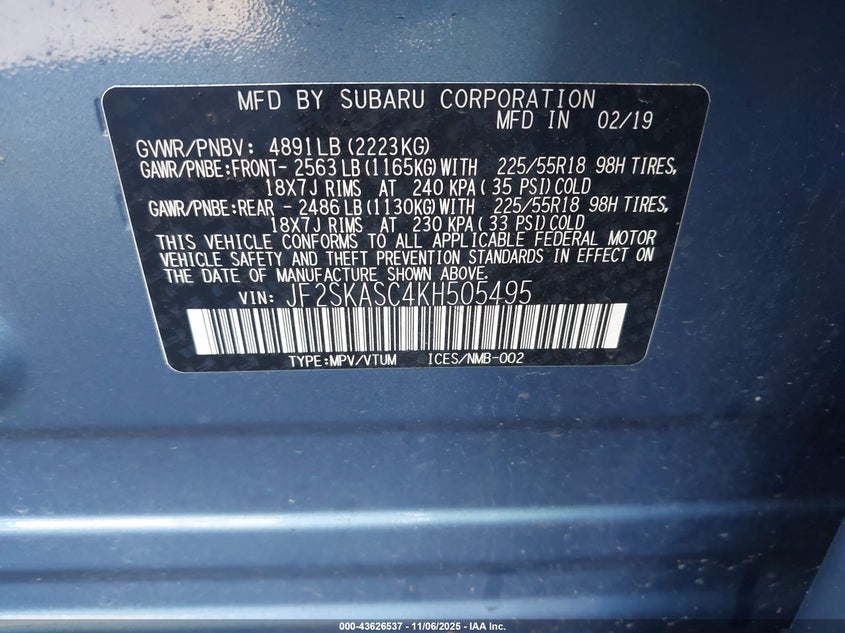 MFD BY SUBARU CORPORATION
MFD IN 02/19
GVWR/PNBV: 4891LB (2223KG)
GAWR/PNBE:FRONT- 2563 LB (1165KG) WITH 225/55R18 98H TIRES,
18X7J RIMS AT 240 KPA ( 35 PSI) COLD
GAWR/PNBE:REAR - 2486 LB (1130KG) WITH 225/55R18 98H TIRES,
18X7J RIMS AT 230 KPA ( 33 PSI) COLD
THIS VEHICLE CONFORMS TO ALL APPLICABLE FEDERAL MOTOR
VEHICLE SAFETY AND THEFT PREVENTION STANDARDS IN EFFECT ON
THE DATE OF MANUFACTURE SHOWN ABOVE.
VIN: JF2SKASC4KH505495
TYPE:MPV/VTUM ICES/NMB-002
000-43626537 - 11/06/2025 - IAA Inc.